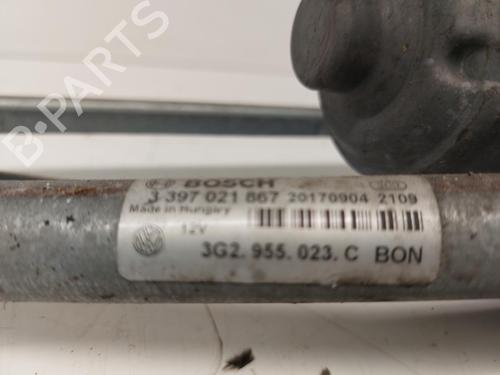 B-PARTS
BOSCH
3 397 021 867 20170904 2109
Made in Hungary
12V
3G2.955.023.C BON